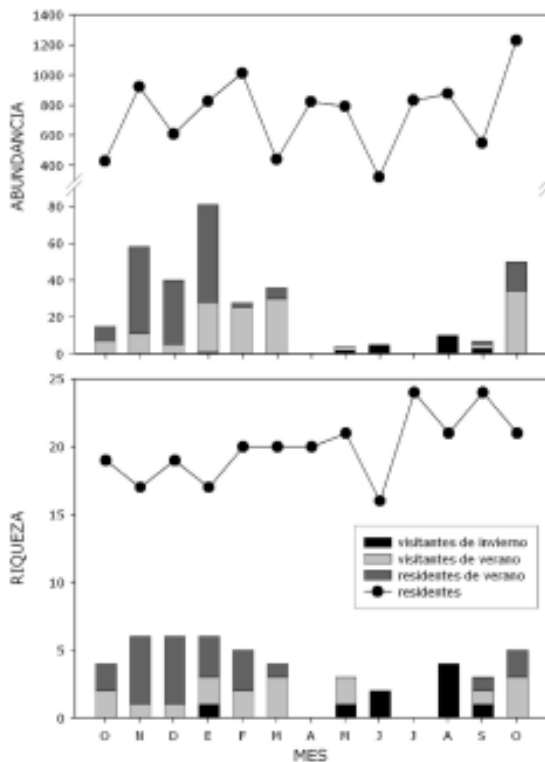 1400
1200
1000
800
600
400
80
60
40
20
0
ABUNDANCIA
25
20
15
10
5
0
RIQUEZA
visitantes de invierno
visitantes de verano
residentes de verano
residentes
O N D E F M A M J J A S O
MES